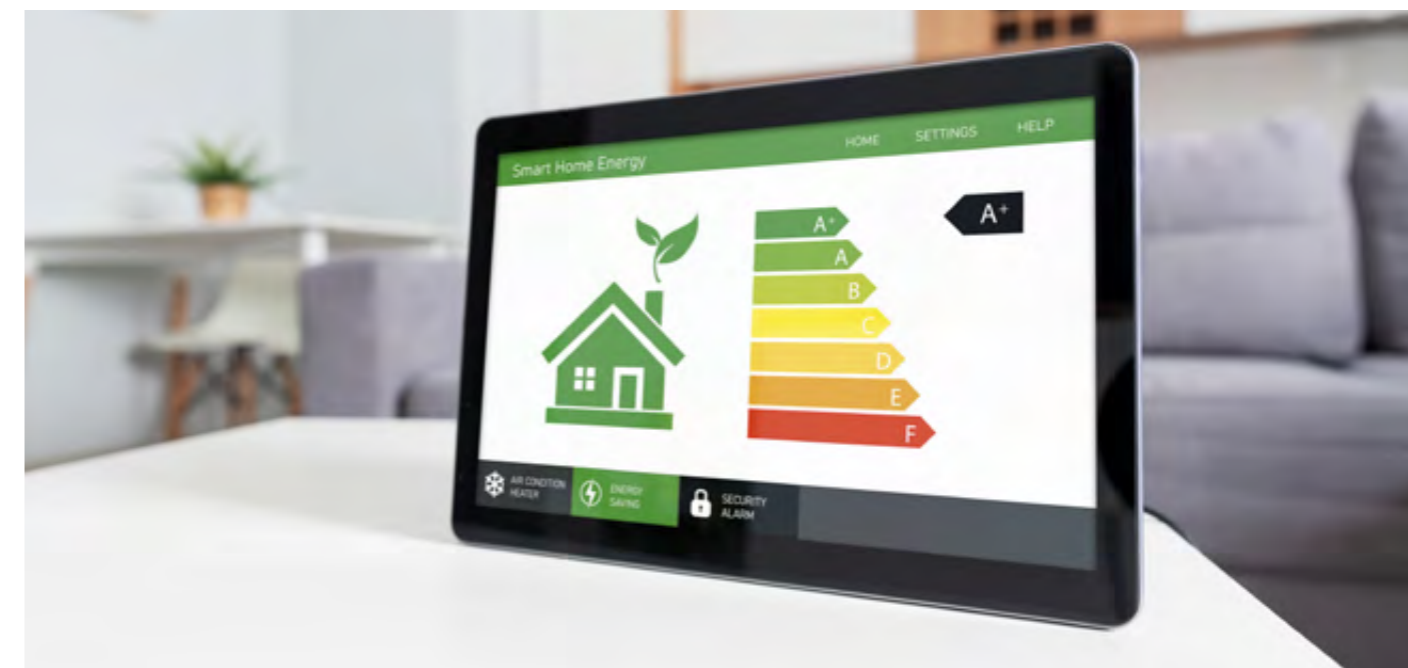 Smart Home Energy
HOME SETTINGS HELP
A+
A+
A
B
C
D
E
F
AIR CONDITION
HEATER
ENERGY
SAVING
SECURITY
ALARM